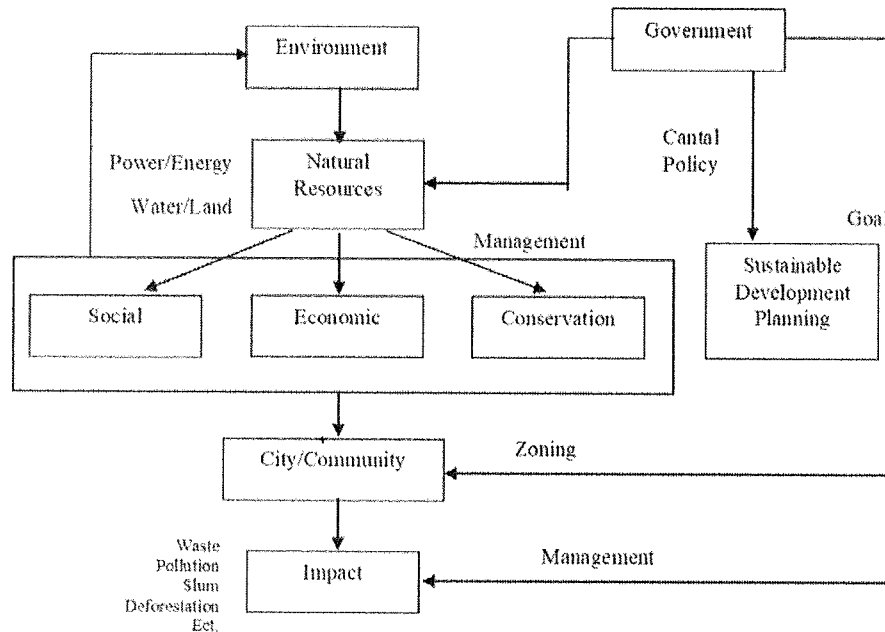 Environment
Government
Power/Energy
Water/Land
Natural
Resources
Cantal
Policy
Goal
Management
Sustainable
Development
Planning
Social
Economic
Conservation
City/Community
Zoning
Waste
Pollution
Slum
Deforestation
Ect.
Impact
Management